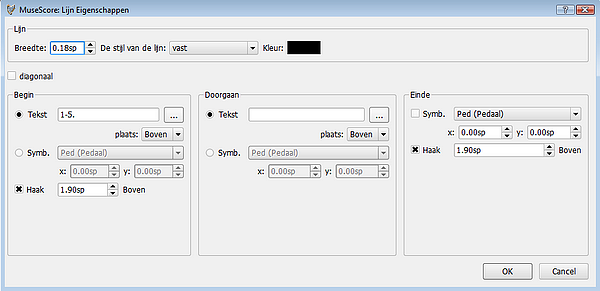 MuseScore: Lijn Eigenschappen
Lijn
Breedte: 0.18sp De stijl van de lijn: vast Kleur:
diagonaal
Begin
Tekst 1-5. ...
plaats: Boven
Symb. Ped (Pedaal)
x: 0.00sp y: 0.00sp
Haak 1.90sp Boven
Doorgaan
Tekst ...
plaats: Boven
Symb. Ped (Pedaal)
x: 0.00sp y: 0.00sp
Einde
Symb. Ped (Pedaal)
x: 0.00sp y: 0.00sp
Haak 1.90sp Boven
OK Cancel